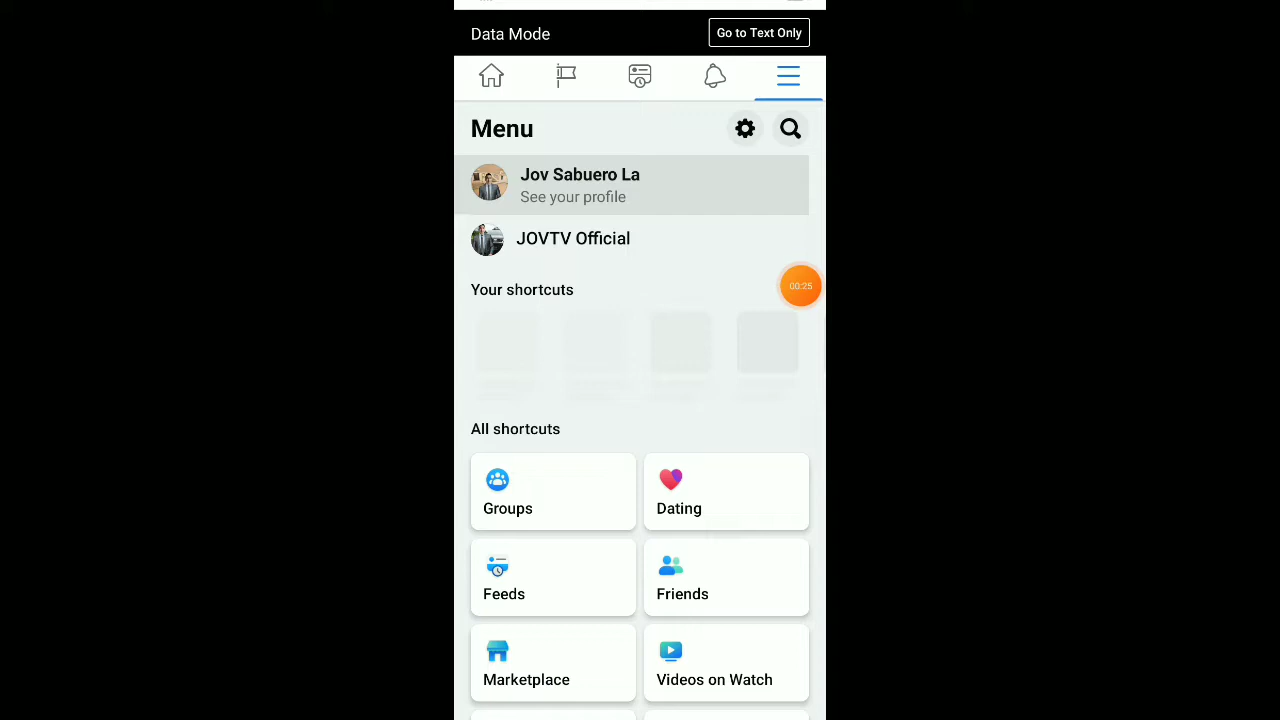 Data Mode
Go to Text Only
Menu
Jov Sabuero La
See your profile
JOVTV Official
00:25
Your shortcuts
All shortcuts
Groups
Dating
Feeds
Friends
Marketplace
Videos on Watch